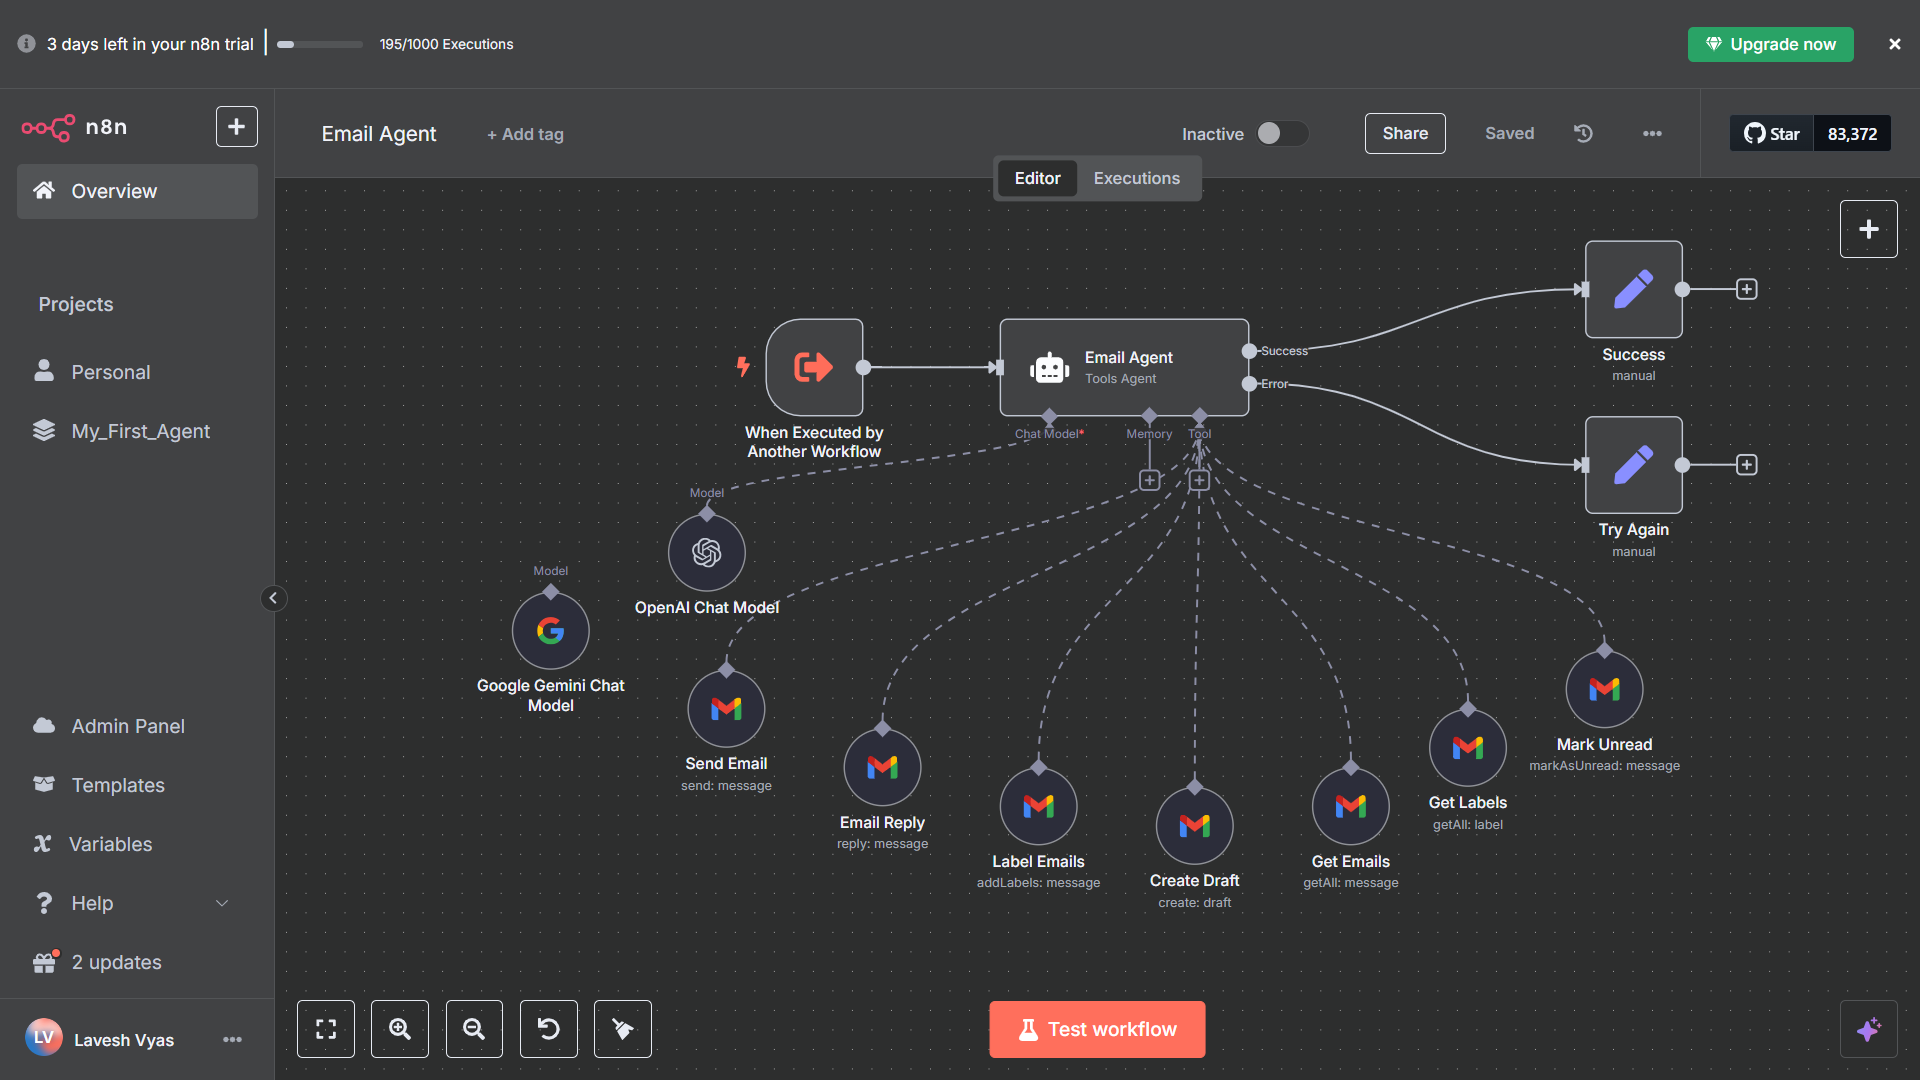 3 days left in your n8n trial
195/1000 Executions
Upgrade now
n8n
Email Agent
+ Add tag
Inactive
Share
Saved
Star
83,372
Editor
Executions
Overview
Projects
Personal
My_First_Agent
Admin Panel
Templates
Variables
Help
2 updates
LV
Lavesh Vyas
When Executed by
Another Workflow
Email Agent
Tools Agent
Success
Error
Chat Model*
Memory
Tool
Success
manual
Try Again
manual
Model
OpenAI Chat Model
Model
Google Gemini Chat
Model
Send Email
send: message
Email Reply
reply: message
Label Emails
addLabels: message
Create Draft
create: draft
Get Emails
getAll: message
Get Labels
getAll: label
Mark Unread
markAsUnread: message
Test workflow